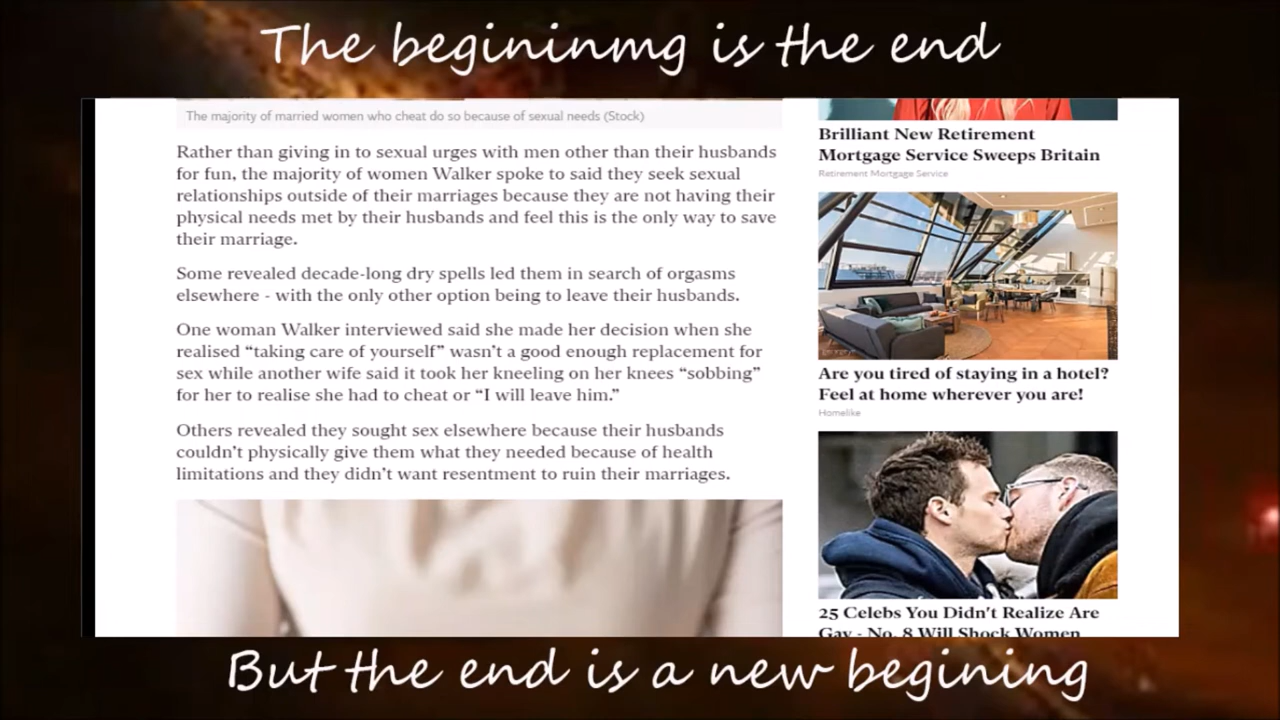 The begininmg is the end
The majority of married women who cheat do so because of sexual needs (Stock)
Rather than giving in to sexual urges with men other than their husbands
for fun, the majority of women Walker spoke to said they seek sexual
relationships outside of their marriages because they are not having their
physical needs met by their husbands and feel this is the only way to save
their marriage.
Some revealed decade-long dry spells led them in search of orgasms
elsewhere - with the only other option being to leave their husbands.
One woman Walker interviewed said she made her decision when she
realised “taking care of yourself” wasn’t a good enough replacement for
sex while another wife said it took her kneeling on her knees “sobbing”
for her to realise she had to cheat or “I will leave him.”
Others revealed they sought sex elsewhere because their husbands
couldn’t physically give them what they needed because of health
limitations and they didn’t want resentment to ruin their marriages.
Brilliant New Retirement
Mortgage Service Sweeps Britain
Retirement Mortgage Service
Are you tired of staying in a hotel?
Feel at home wherever you are!
Homelike
25 Celebs You Didn’t Realize Are
Gay - No. 8 Will Shock Women
But the end is a new begining